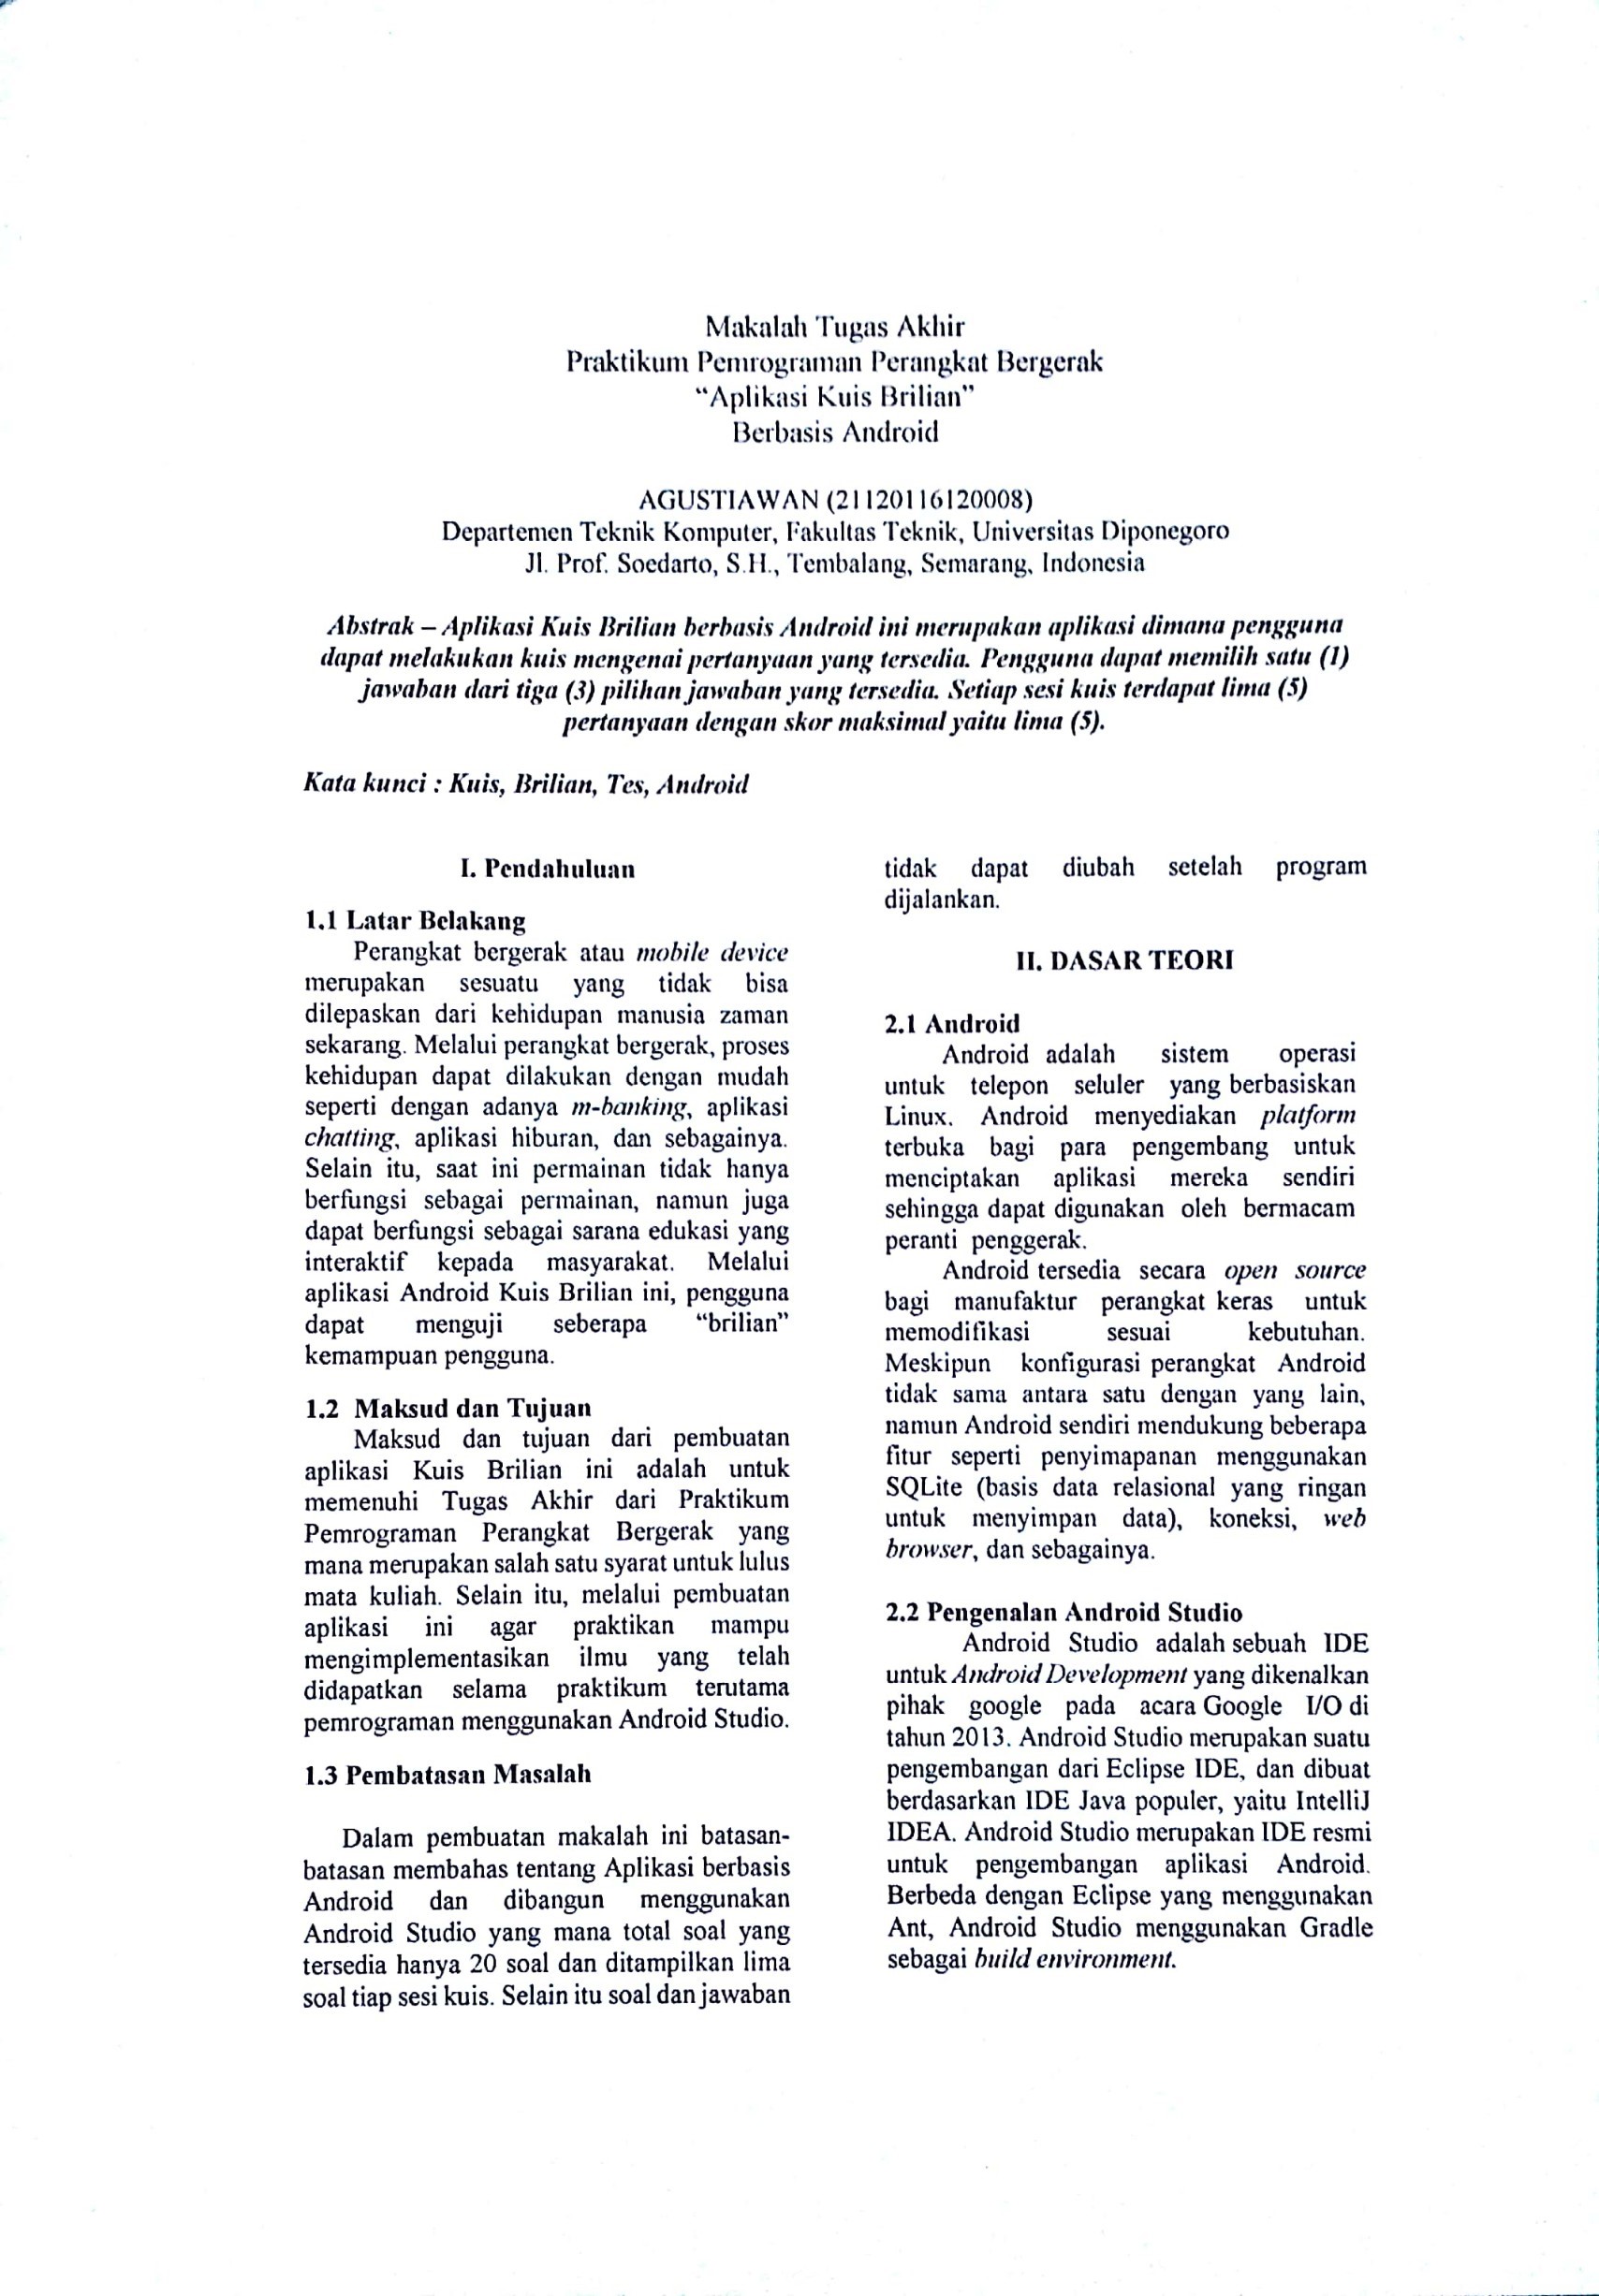 Makalah Tugas Akhir
Praktikum Pemrograman Perangkat Bergerak
“Aplikasi Kuis Brilian”
Berbasis Android
AGUSTIAWAN (21120116120008)
Departemen Teknik Komputer, Fakultas Teknik, Universitas Diponegoro
Jl. Prof. Soedarto, S.H., Tembalang, Semarang, Indonesia
Abstrak – Aplikasi Kuis Brilian berbasis Android ini merupakan aplikasi dimana pengguna
dapat melakukan kuis mengenai pertanyaan yang tersedia. Pengguna dapat memilih satu (1)
jawaban dari tiga (3) pilihan jawaban yang tersedia. Setiap sesi kuis terdapat lima (5)
pertanyaan dengan skor maksimal yaitu lima (5).
Kata kunci : Kuis, Brilian, Tes, Android
I. Pendahuluan
1.1 Latar Belakang
Perangkat bergerak atau mobile device
merupakan sesuatu yang tidak bisa
dilepaskan dari kehidupan manusia zaman
sekarang. Melalui perangkat bergerak, proses
kehidupan dapat dilakukan dengan mudah
seperti dengan adanya m-banking, aplikasi
chatting, aplikasi hiburan, dan sebagainya.
Selain itu, saat ini permainan tidak hanya
berfungsi sebagai permainan, namun juga
dapat berfungsi sebagai sarana edukasi yang
interaktif kepada masyarakat. Melalui
aplikasi Android Kuis Brilian ini, pengguna
dapat menguji seberapa “brilian”
kemampuan pengguna.
1.2 Maksud dan Tujuan
Maksud dan tujuan dari pembuatan
aplikasi Kuis Brilian ini adalah untuk
memenuhi Tugas Akhir dari Praktikum
Pemrograman Perangkat Bergerak yang
mana merupakan salah satu syarat untuk lulus
mata kuliah. Selain itu, melalui pembuatan
aplikasi ini agar praktikan mampu
mengimplementasikan ilmu yang telah
didapatkan selama praktikum terutama
pemrograman menggunakan Android Studio.
1.3 Pembatasan Masalah
Dalam pembuatan makalah ini batasan-
batasan membahas tentang Aplikasi berbasis
Android dan dibangun menggunakan
Android Studio yang mana total soal yang
tersedia hanya 20 soal dan ditampilkan lima
soal tiap sesi kuis. Selain itu soal dan jawaban
tidak dapat diubah setelah program
dijalankan.
II. DASAR TEORI
2.1 Android
Android adalah sistem operasi
untuk telepon seluler yang berbasiskan
Linux. Android menyediakan platform
terbuka bagi para pengembang untuk
menciptakan aplikasi mereka sendiri
sehingga dapat digunakan oleh bermacam
peranti penggerak.
Android tersedia secara open source
bagi manufaktur perangkat keras untuk
memodifikasi sesuai kebutuhan.
Meskipun konfigurasi perangkat Android
tidak sama antara satu dengan yang lain,
namun Android sendiri mendukung beberapa
fitur seperti penyimapanan menggunakan
SQLite (basis data relasional yang ringan
untuk menyimpan data), koneksi, web
browser, dan sebagainya.
2.2 Pengenalan Android Studio
Android Studio adalah sebuah IDE
untuk Android Development yang dikenalkan
pihak google pada acara Google I/O di
tahun 2013. Android Studio merupakan suatu
pengembangan dari Eclipse IDE, dan dibuat
berdasarkan IDE Java populer, yaitu IntelliJ
IDEA. Android Studio merupakan IDE resmi
untuk pengembangan aplikasi Android.
Berbeda dengan Eclipse yang menggunakan
Ant, Android Studio menggunakan Gradle
sebagai build environment.